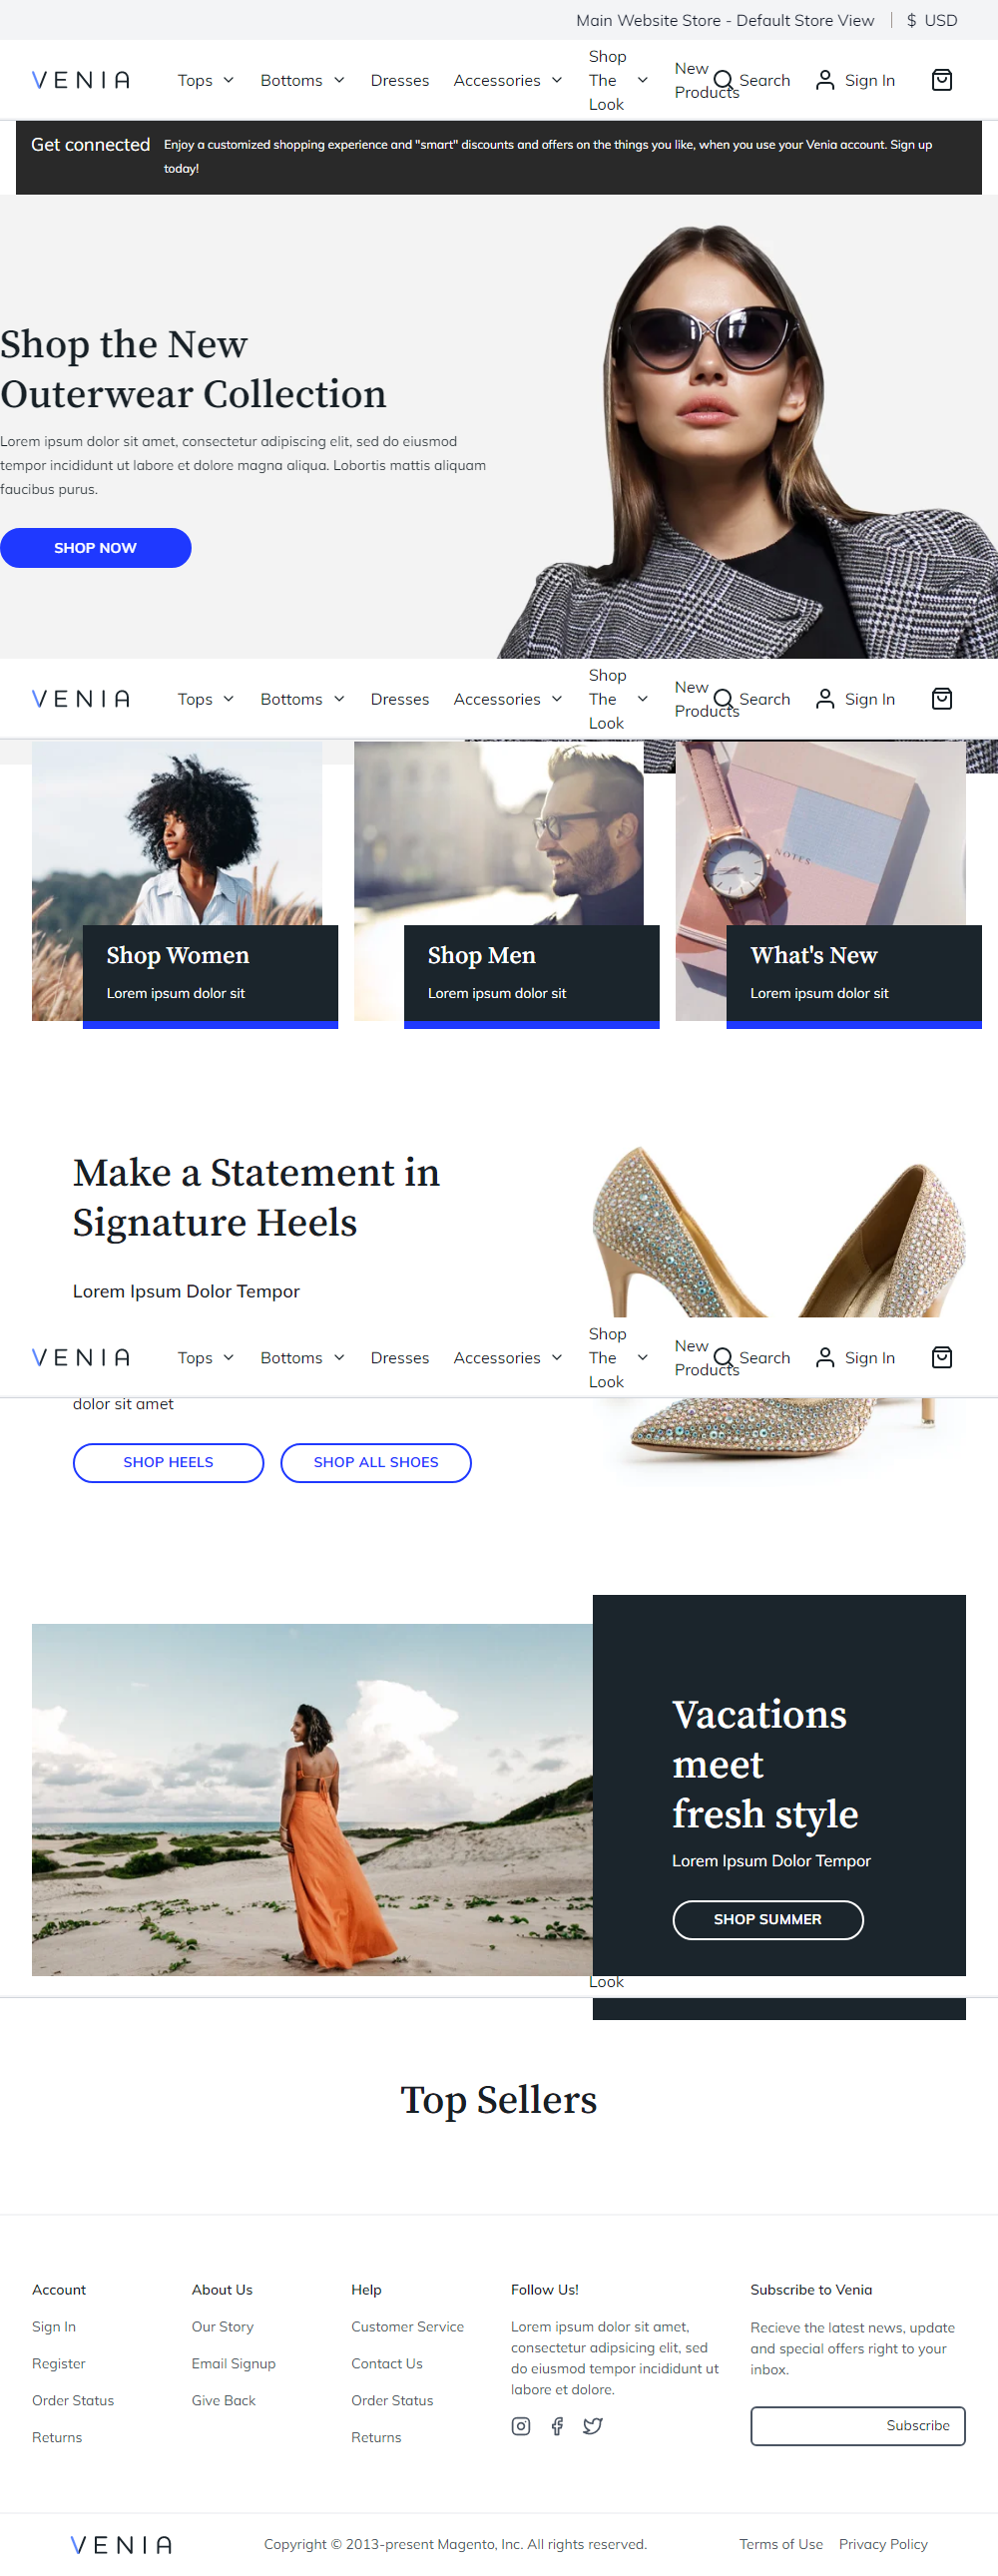 Main Website Store - Default Store View
$ USD
VENIA
Tops
Bottoms
Dresses
Accessories
Shop
The
Look
New
Products
Search
Sign In
Get connected
Enjoy a customized shopping experience and "smart" discounts and offers on the things you like, when you use your Venia account. Sign up
today!
Shop the New
Outerwear Collection
Lorem ipsum dolor sit amet, consectetur adipiscing elit, sed do eiusmod
tempor incididunt ut labore et dolore magna aliqua. Lobortis mattis aliquam
faucibus purus.
SHOP NOW
VENIA
Tops
Bottoms
Dresses
Accessories
Shop
The
Look
New
Products
Search
Sign In
NOTES
Shop Women
Lorem ipsum dolor sit
Shop Men
Lorem ipsum dolor sit
What's New
Lorem ipsum dolor sit
Make a Statement in
Signature Heels
Lorem Ipsum Dolor Tempor
VENIA
Tops
Bottoms
Dresses
Accessories
Shop
The
Look
New
Products
Search
Sign In
dolor sit amet
SHOP HEELS
SHOP ALL SHOES
Vacations
meet
fresh style
Lorem Ipsum Dolor Tempor
SHOP SUMMER
Look
Top Sellers
Account
Sign In
Register
Order Status
Returns
About Us
Our Story
Email Signup
Give Back
Help
Customer Service
Contact Us
Order Status
Returns
Follow Us!
Lorem ipsum dolor sit amet,
consectetur adipsicing elit, sed
do eiusmod tempor incididunt ut
labore et dolore.
Subscribe to Venia
Recieve the latest news, update
and special offers right to your
inbox.
Subscribe
VENIA
Copyright © 2013-present Magento, Inc. All rights reserved.
Terms of Use
Privacy Policy